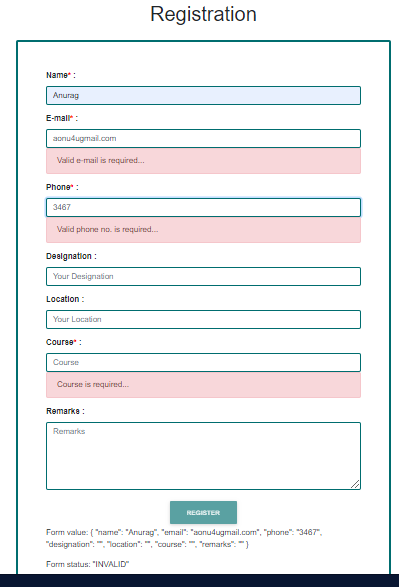 Registration
Name* :
Anurag
E-mail* :
aonu4ugmail.com
Valid e-mail is required...
Phone* :
3467
Valid phone no. is required...
Designation :
Your Designation
Location :
Your Location
Course* :
Course
Course is required...
Remarks :
Remarks
REGISTER
Form value: { "name": "Anurag", "email": "aonu4ugmail.com", "phone": "3467",
"designation": "", "location": "", "course": "", "remarks": "" }
Form status: "INVALID"